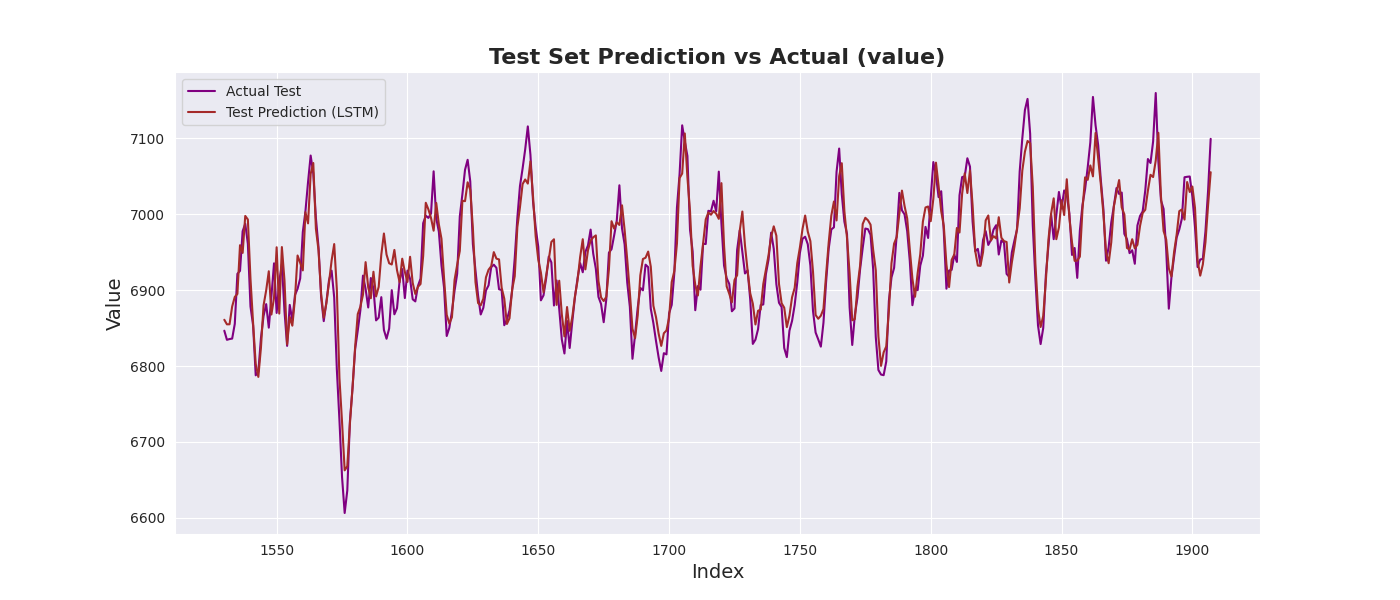 Test Set Prediction vs Actual (value)
Actual Test
Test Prediction (LSTM)
Value
7100
7000
6900
6800
6700
6600
1550 1600 1650 1700 1750 1800 1850 1900
Index